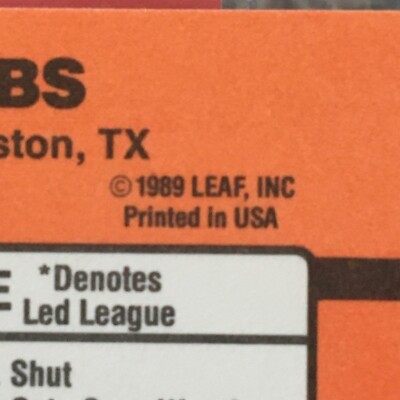 BS
ston, TX
© 1989 LEAF, INC
Printed in USA
*Denotes
Led League
Shut